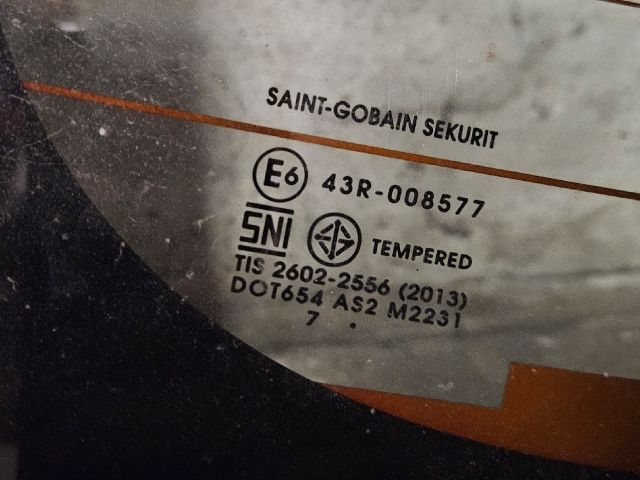 SAINT-GOBAIN SEKURIT
E6 43R-008577
SNI TEMPERED
TIS 2602-2556 (2013)
DOT654 AS2 M2231
7 .